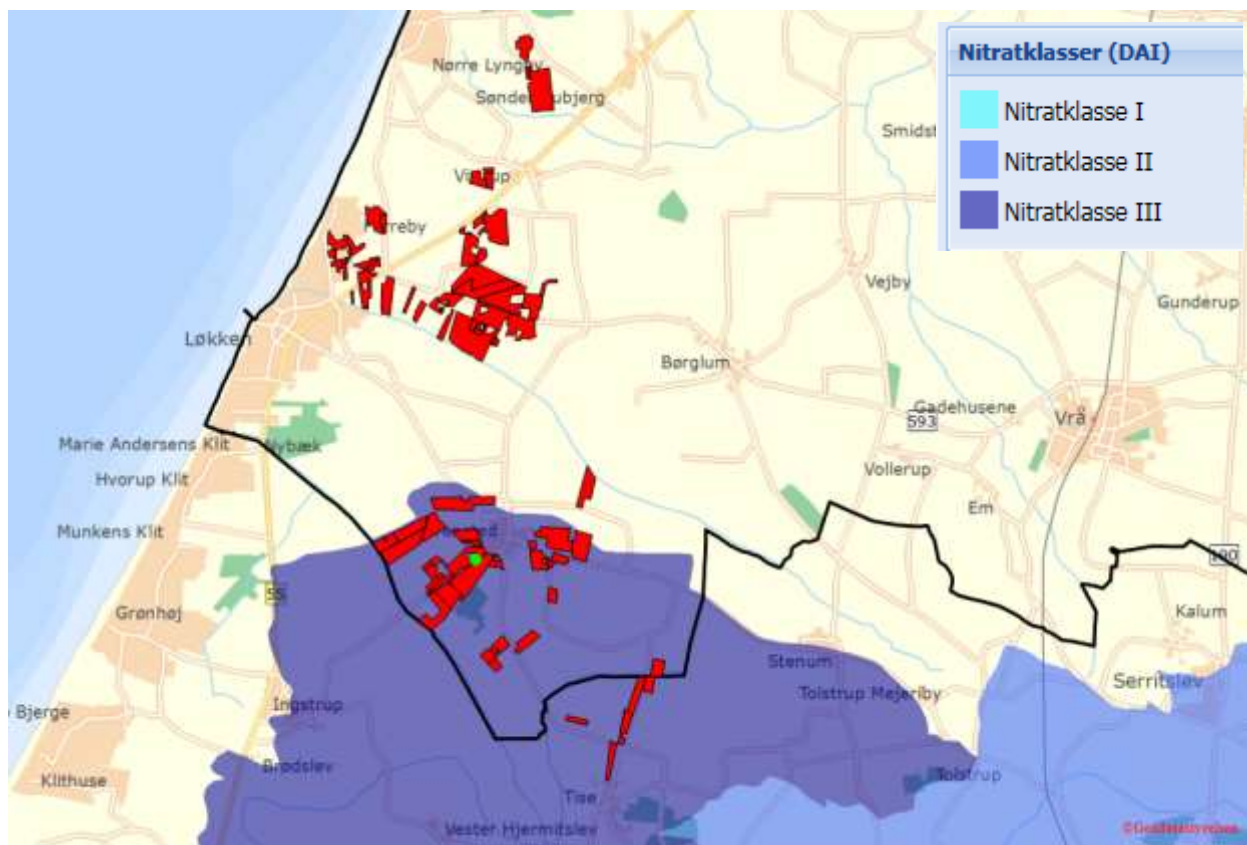 Nitratklasser (DAI)
Nitratklasse I
Nitratklasse II
Nitratklasse III
Nørre Lyngby
Vejby
Gunderup
Løkken
Børglum
Gadehusene
593
Vrå
Marie Andersens Klit
Nybæk
Vollerup
Hvorup Klit
Em
Munkens Klit
55
190
Grønhøj
Kalum
Stenum
Serritslev
Tolstrup Mejeriby
Ingstrup
Bjerge
Brødslev
Klithuse
Tolstrup
Tise
Vester Hjermitslev